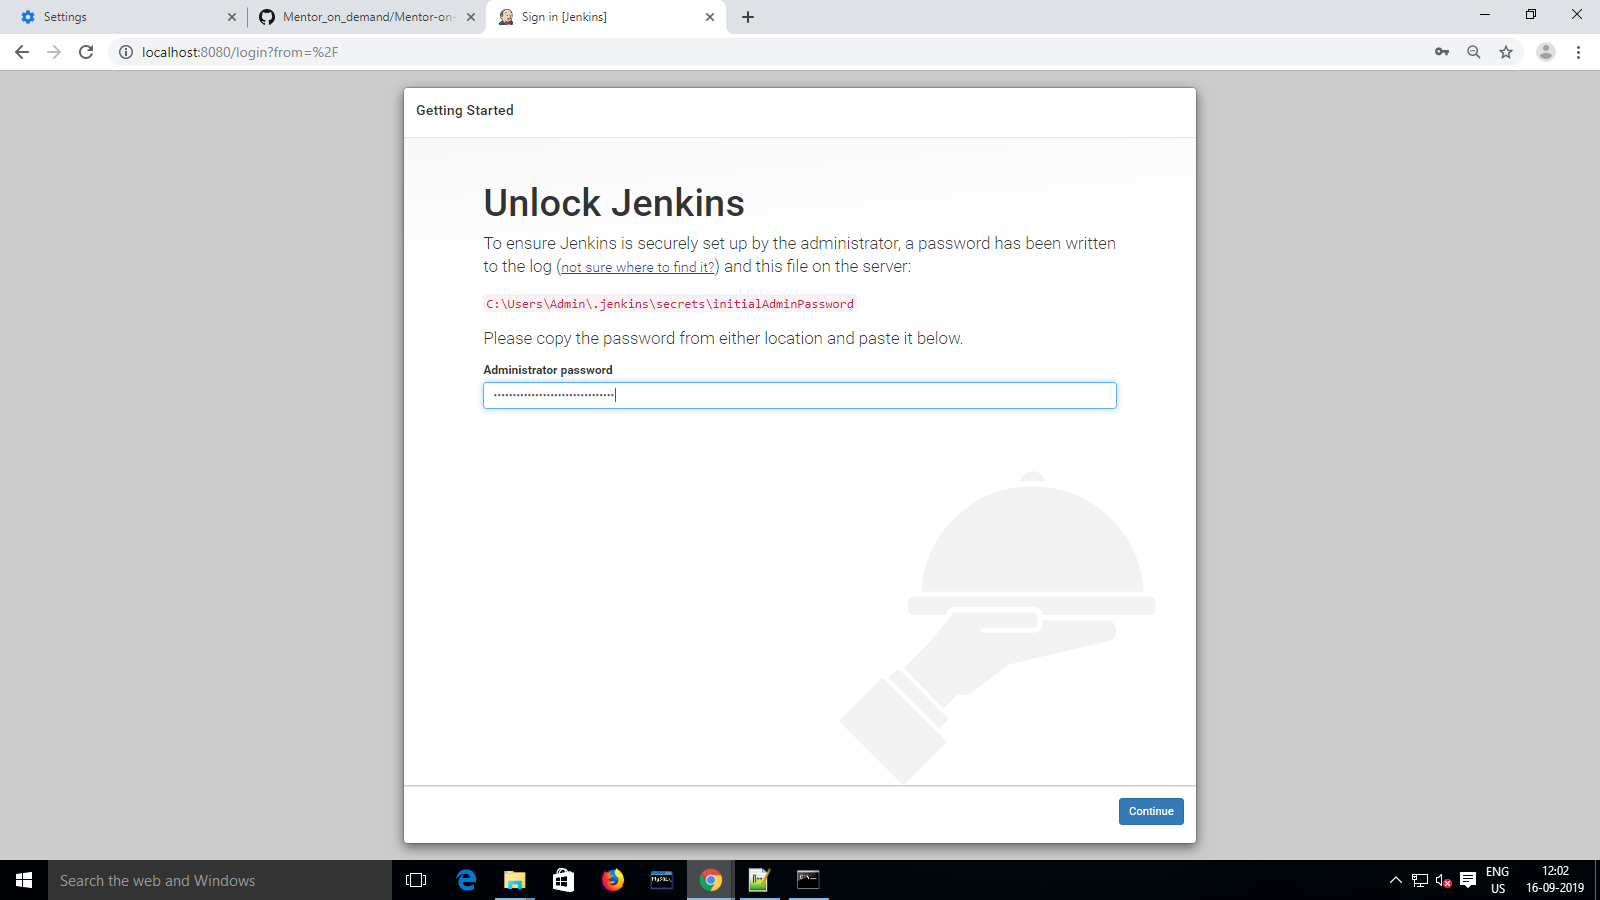 Settings
Mentor_on_demand/Mentor-on-
Sign in [Jenkins]
localhost:8080/login?from=%2F
Getting Started
Unlock Jenkins
To ensure Jenkins is securely set up by the administrator, a password has been written
to the log (not sure where to find it?) and this file on the server:
C:\Users\Admin\.jenkins\secrets\initialAdminPassword
Please copy the password from either location and paste it below.
Administrator password
Continue
Search the web and Windows
MySQL
ENG
US
12:02
16-09-2019